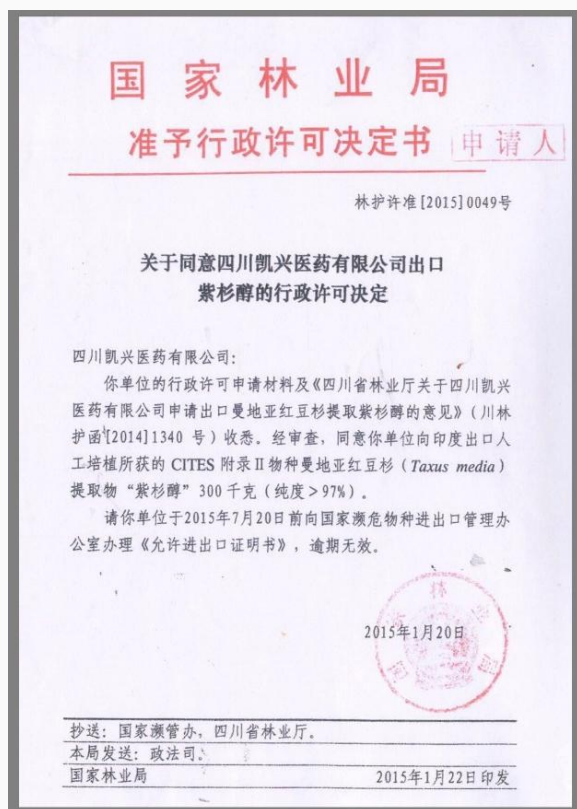 国家林业局
准予行政许可决定书
申请人
林护许准[2015]0049号
关于同意四川凯兴医药有限公司出口
紫杉醇的行政许可决定
四川凯兴医药有限公司:
你单位的行政许可申请材料及《四川省林业厅关于四川凯兴
医药有限公司申请出口曼地亚红豆杉提取紫杉醇的意见》(川林
护函[2014]1340 号)收悉。经审查,同意你单位向印度出口人
工培植所获的 CITES 附录Ⅱ物种曼地亚红豆杉(Taxus media)
提取物“紫杉醇”300千克(纯度>97%)。
请你单位于2015年7月20日前向国家濒危物种进出口管理办
公室办理《允许进出口证明书》,逾期无效。
国家林业局
2015年1月20日
抄送:国家濒管办,四川省林业厅。
本局发送:政法司。
国家林业局 2015年1月22日印发